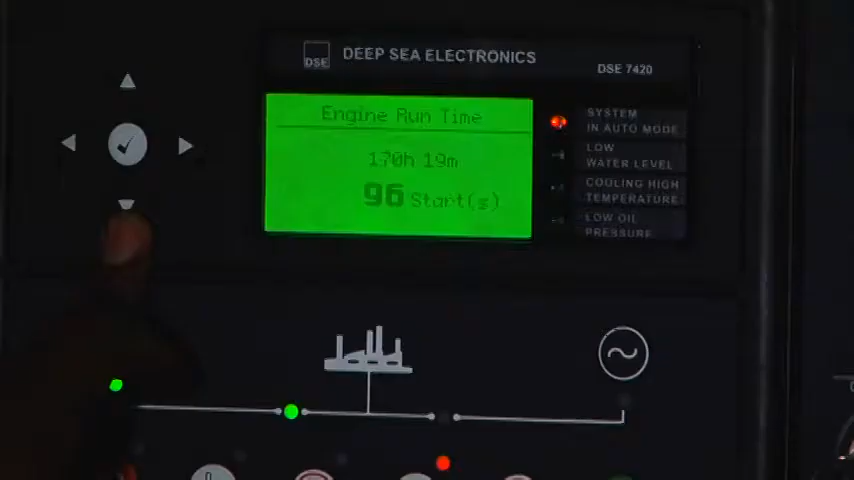 DSE
DEEP SEA ELECTRONICS
DSE 7420
Engine Run Time
170h 19m
96 Start(s)
SYSTEM
IN AUTO MODE
LOW
WATER LEVEL
COOLING HIGH
TEMPERATURE
LOW OIL
PRESSURE